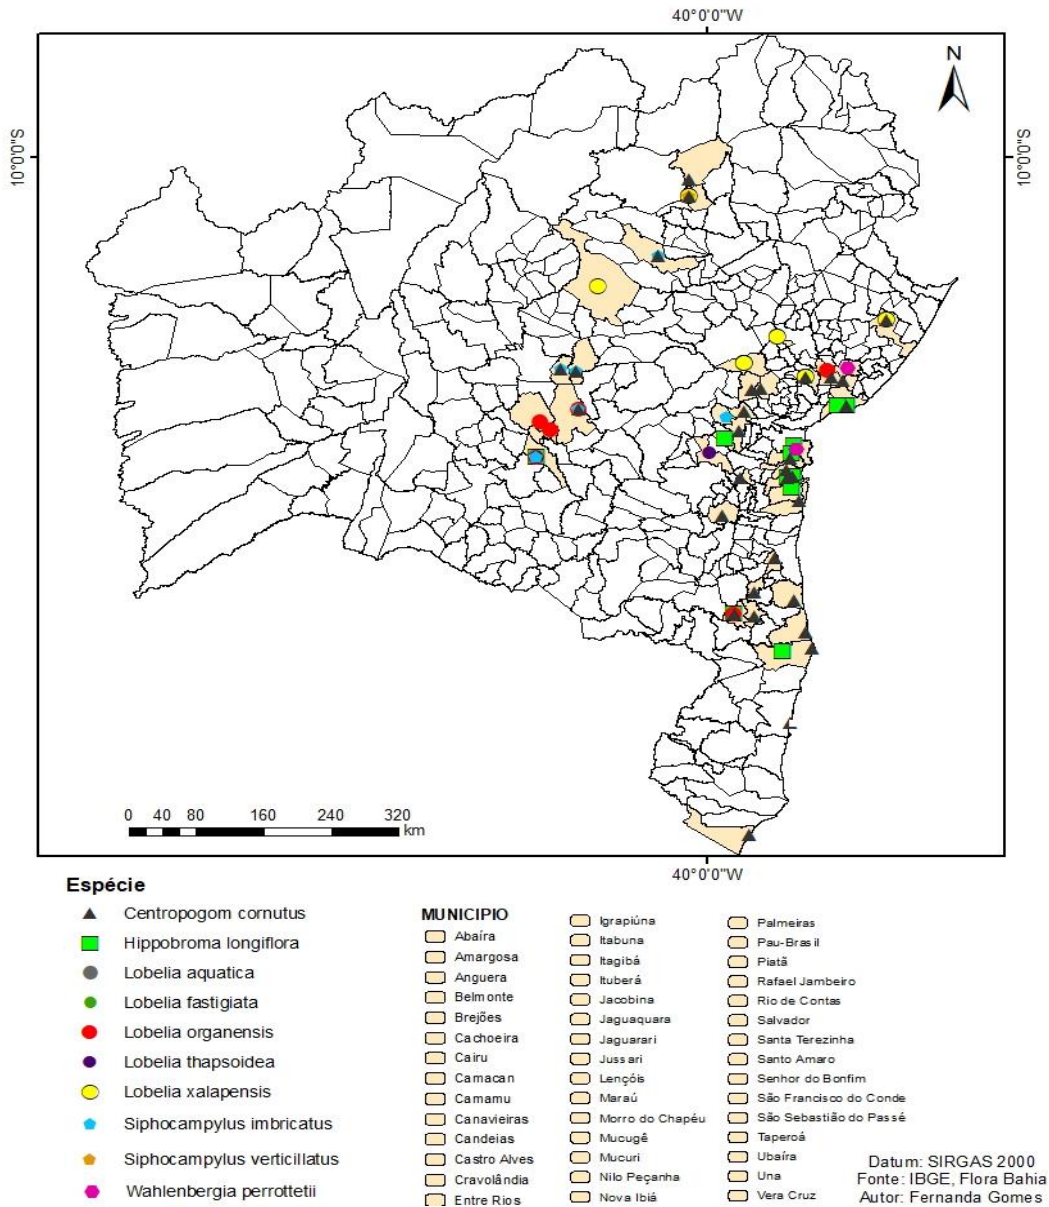 40°0'0"W
N
10°0'0"S
10°0'0"S
0 40 80 160 240 320
km
40°0'0"W
Espécie
Centropogom cornutus
Hippobroma longiflora
Lobelia aquatica
Lobelia fastigiata
Lobelia organensis
Lobelia thapsoidea
Lobelia xalapensis
Siphocampylus imbricatus
Siphocampylus verticillatus
Wahlenbergia perrottetii
MUNICIPIO
Abaíra
Amargosa
Anguera
Belmonte
Brejões
Cachoeira
Cairu
Camacan
Camamu
Canavieiras
Candeias
Castro Alves
Cravolândia
Entre Rios
Igrapiúna
Itabuna
Itagibá
Ituberá
Jacobina
Jaguaquara
Jaguarari
Jussari
Lençóis
Maraú
Morro do Chapéu
Mucugê
Mucuri
Nilo Peçanha
Nova Ibiá
Palmeiras
Pau-Brasil
Piatã
Rafael Jambeiro
Rio de Contas
Salvador
Santa Terezinha
Santo Amaro
Senhor do Bonfim
São Francisco do Conde
São Sebastião do Passé
Taperoá
Ubaíra
Una
Vera Cruz
Datum: SIRGAS 2000
Fonte: IBGE, Flora Bahia
Autor: Fernanda Gomes